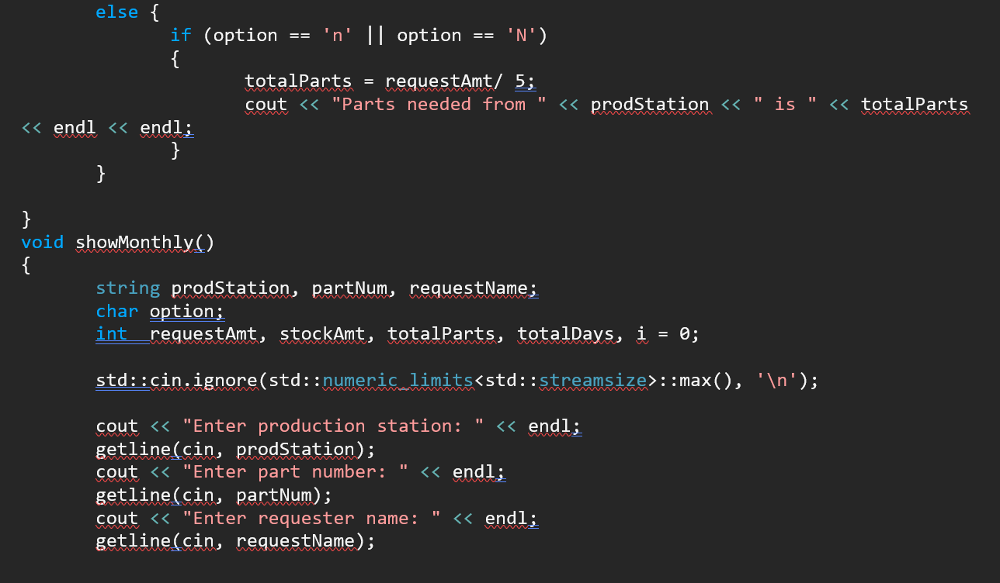 else {
if (option == 'n' || option == 'N')
{
totalParts = requestAmt/ 5;
cout << "Parts needed from " << prodStation << " is " << totalParts
<< endl << endl;
}
}
}
void showMonthly()
{
string prodStation, partNum, requestName;
char option;
int  requestAmt, stockAmt, totalParts, totalDays, i = 0;
std::cin.ignore(std::numeric_limits<std::streamsize>::max(), '\n');
cout << "Enter production station: " << endl;
getline(cin, prodStation);
cout << "Enter part number: " << endl;
getline(cin, partNum);
cout << "Enter requester name: " << endl;
getline(cin, requestName);